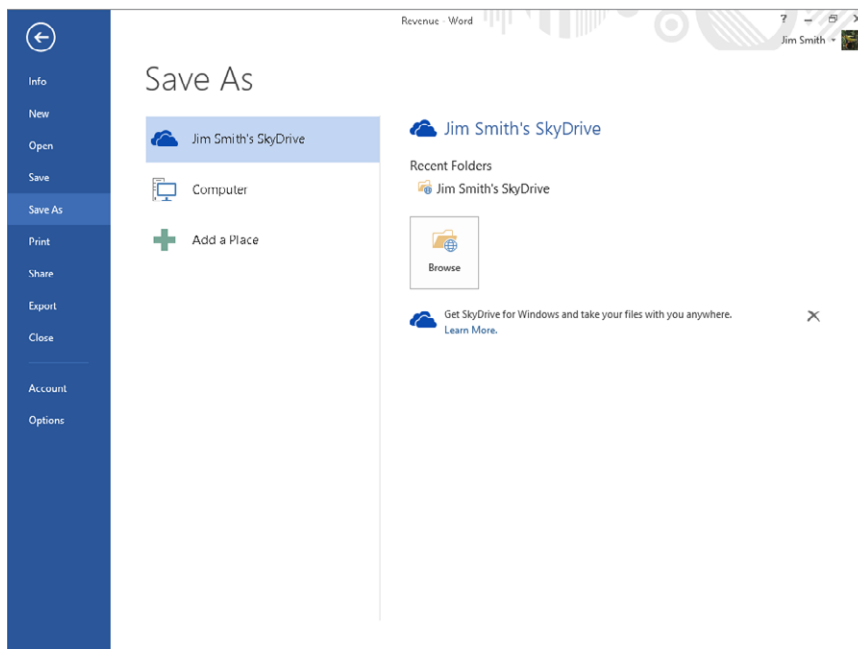 Revenue - Word
?
Jim Smith
Info
New
Open
Save
Save As
Print
Share
Export
Close
Account
Options
Save As
Jim Smith's SkyDrive
Computer
Add a Place
Jim Smith's SkyDrive
Recent Folders
Jim Smith's SkyDrive
Browse
Get SkyDrive for Windows and take your files with you anywhere.
Learn More.